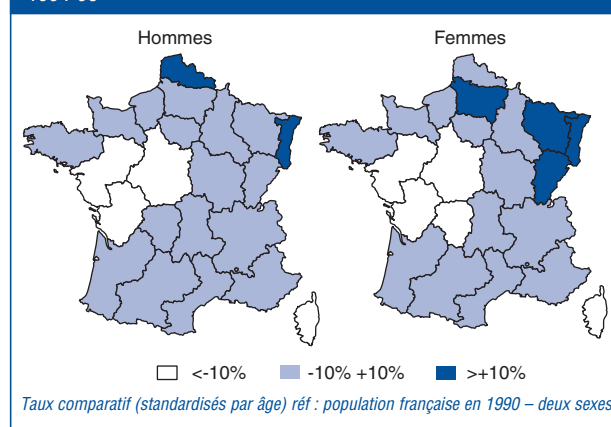 Hommes Femmes
<-10% -10% +10% >+10%
Taux comparatif (standardisés par âge) réf : population française en 1990 – deux sexes